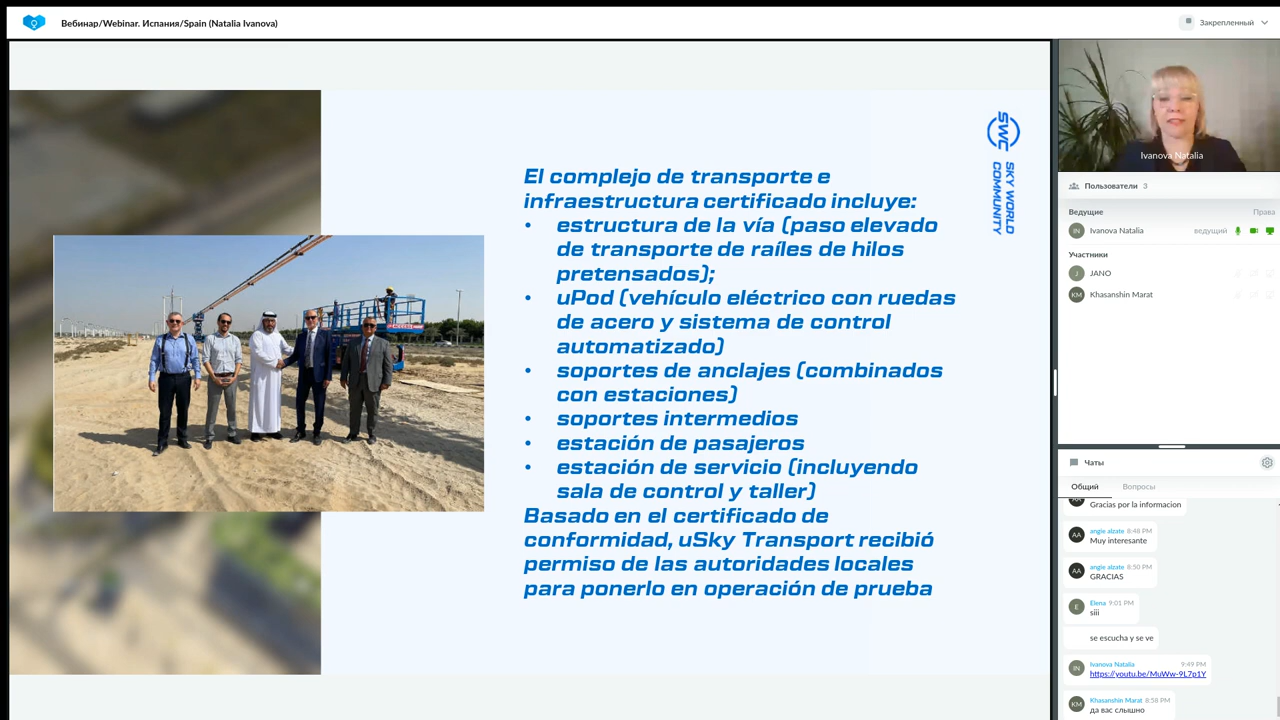 Вебинар/Webinar. Испания/Spain (Natalia Ivanova)
Закрепленный
El complejo de transporte e
infraestructura certificado incluye:
• estructura de la vía (paso elevado
de transporte de raíles de hilos
pretensados);
• uPod (vehículo eléctrico con ruedas
de acero y sistema de control
automatizado)
• soportes de anclajes (combinados
con estaciones)
• soportes intermedios
• estación de pasajeros
• estación de servicio (incluyendo
sala de control y taller)
Basado en el certificado de
conformidad, uSky Transport recibió
permiso de las autoridades locales
para ponerlo en operación de prueba
SWC
SKY WORLD
COMMUNITY
Ivanova Natalia
Пользователи 3
Ведущие Права
IN Ivanova Natalia ведущий
Участники
J JANO
KM Khasanshin Marat
Чаты
Общий Вопросы
Gracias por la informacion
AA angie alzate 8:48 PM
Muy interesante
AA angie alzate 8:50 PM
GRACIAS
E Elena 9:01 PM
siii
se escucha y se ve
IN Ivanova Natalia 9:49 PM
https://youtu.be/MuWw-9L7p1Y
KM Khasanshin Marat 8:58 PM
да вас слышно